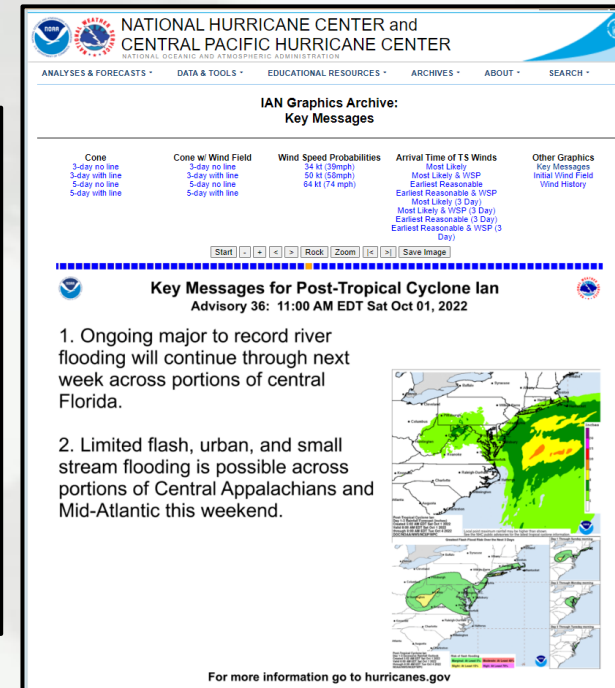 NATIONAL HURRICANE CENTER and
CENTRAL PACIFIC HURRICANE CENTER
NATIONAL OCEANIC AND ATMOSPHERIC ADMINISTRATION
ANALYSES & FORECASTS DATA & TOOLS EDUCATIONAL RESOURCES ARCHIVES ABOUT SEARCH
IAN Graphics Archive:
Key Messages
Cone
3-day no line
3-day with line
5-day no line
5-day with line
Cone w/ Wind Field
3-day no line
3-day with line
5-day no line
5-day with line
Wind Speed Probabilities
34 kt (39mph)
50 kt (58mph)
64 kt (74 mph)
Arrival Time of TS Winds
Most Likely
Most Likely & WSP
Earliest Reasonable
Earliest Reasonable & WSP
Most Likely (3 Day)
Most Likely & WSP (3 Day)
Earliest Reasonable (3 Day)
Earliest Reasonable & WSP (3
Day)
Other Graphics
Key Messages
Initial Wind Field
Wind History
Start - + < > Rock Zoom |< >| Save Image
Key Messages for Post-Tropical Cyclone Ian
Advisory 36: 11:00 AM EDT Sat Oct 01, 2022
1. Ongoing major to record river
flooding will continue through next
week across portions of central
Florida.
2. Limited flash, urban, and small
stream flooding is possible across
portions of Central Appalachians and
Mid-Atlantic this weekend.
For more information go to hurricanes.gov